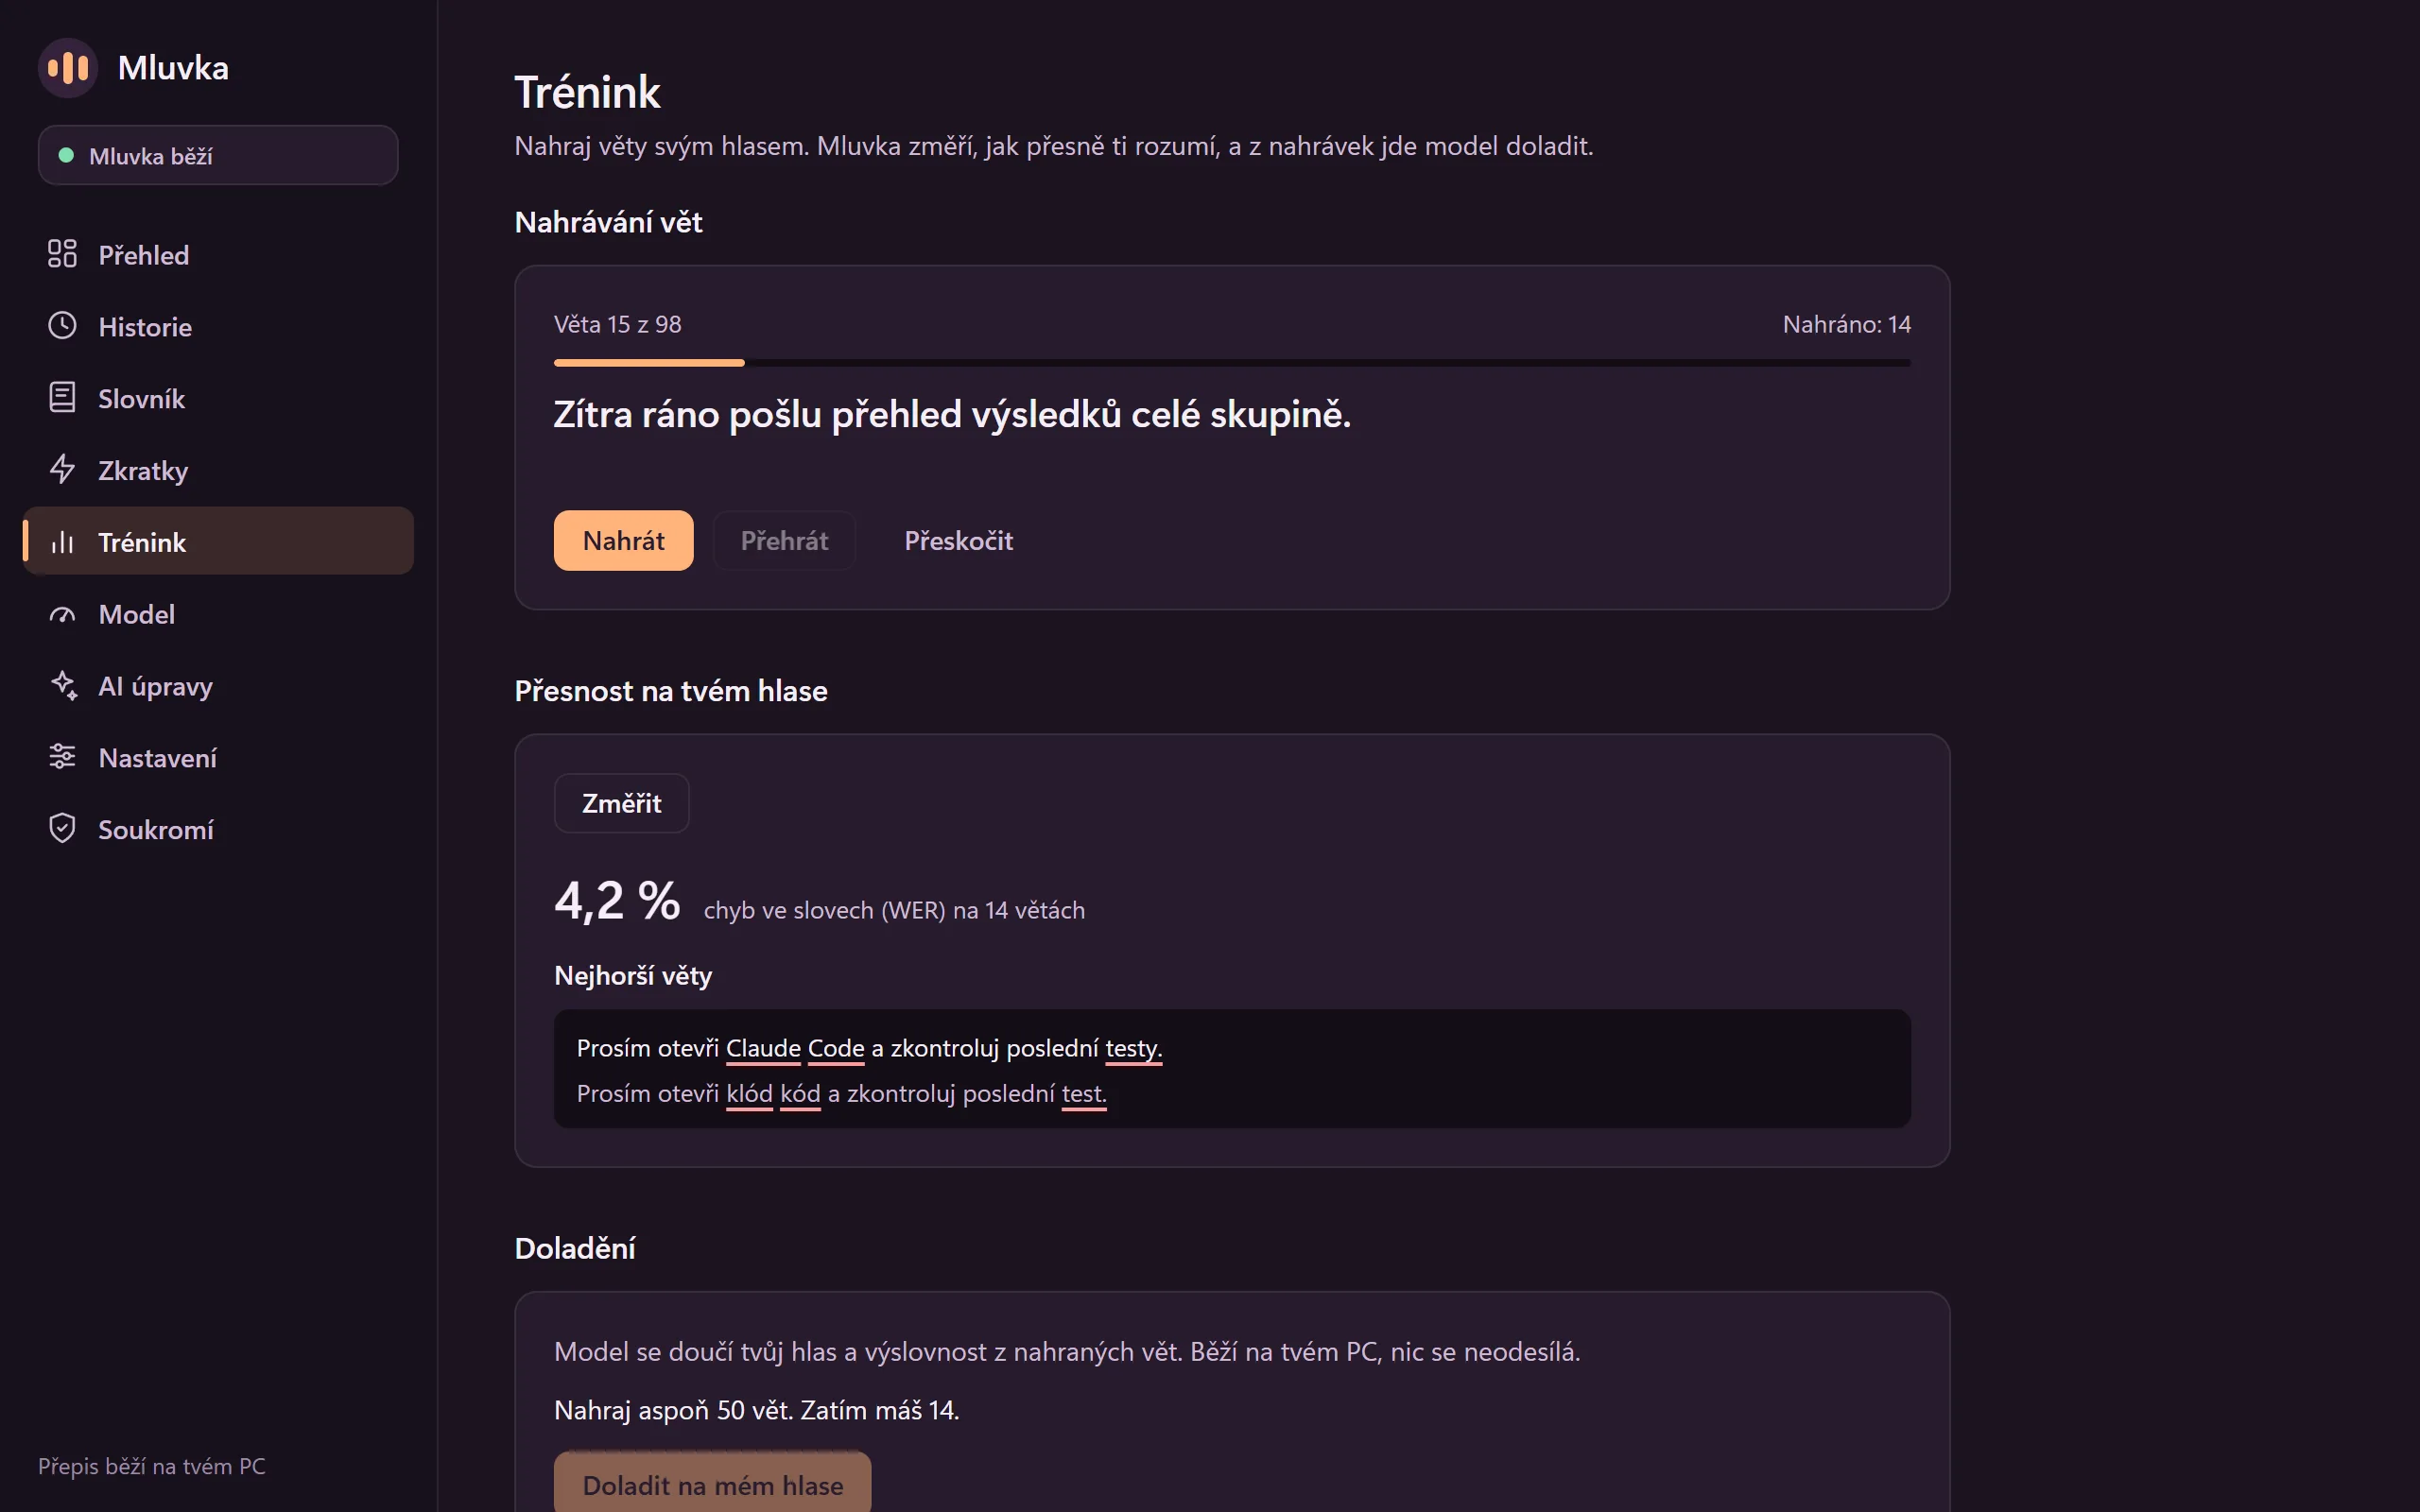 Mluvka
Mluvka běží
Přehled
Historie
Slovník
Zkratky
Trénink
Model
AI úpravy
Nastavení
Soukromí
Přepis běží na tvém PC
Trénink
Nahraj věty svým hlasem. Mluvka změří, jak přesně ti rozumí, a z nahrávek jde model doladit.
Nahrávání vět
Věta 15 z 98
Nahráno: 14
Zítra ráno pošlu přehled výsledků celé skupině.
Nahrát
Přehrát
Přeskočit
Přesnost na tvém hlase
Změřit
4,2 % chyb ve slovech (WER) na 14 větách
Nejhorší věty
Prosím otevři Claude Code a zkontroluj poslední testy.
Prosím otevři klód kód a zkontroluj poslední test.
Doladění
Model se doučí tvůj hlas a výslovnost z nahraných vět. Běží na tvém PC, nic se neodesílá.
Nahraj aspoň 50 vět. Zatím máš 14.
Doladit na mém hlase